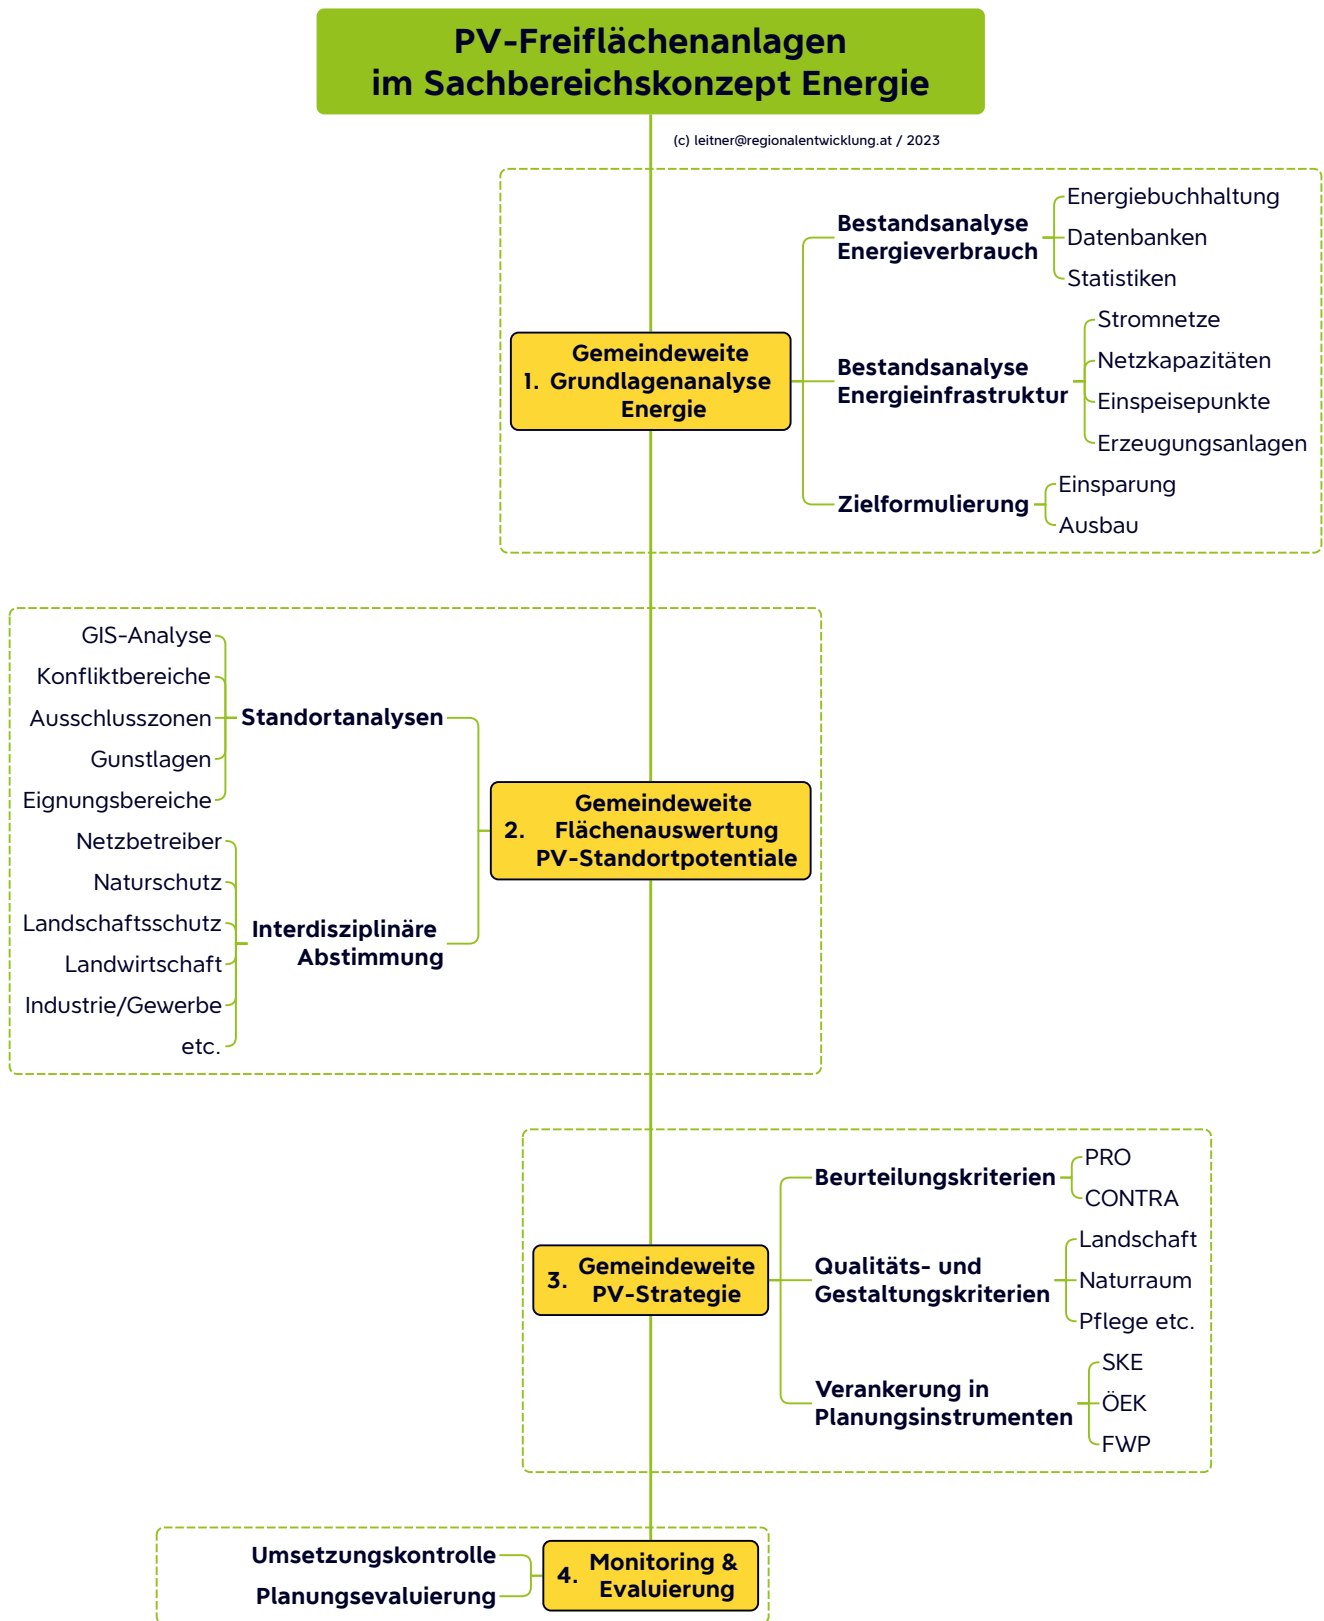 PV-Freiflächenanlagen
im Sachbereichskonzept Energie
(c) leitner@regionalentwicklung.at / 2023
1. Gemeindeweite
Grundlagenanalyse
Energie
Bestandsanalyse
Energieverbrauch
Energiebuchhaltung
Datenbanken
Statistiken
Bestandsanalyse
Energieinfrastruktur
Stromnetze
Netzkapazitäten
Einspeisepunkte
Erzeugungsanlagen
Zielformulierung
Einsparung
Ausbau
2. Gemeindeweite
Flächenauswertung
PV-Standortpotentiale
Standortanalysen
GIS-Analyse
Konfliktbereiche
Ausschlusszonen
Gunstlagen
Eignungsbereiche
Interdisziplinäre
Abstimmung
Netzbetreiber
Naturschutz
Landschaftsschutz
Landwirtschaft
Industrie/Gewerbe
etc.
3. Gemeindeweite
PV-Strategie
Beurteilungskriterien
PRO
CONTRA
Qualitäts- und
Gestaltungskriterien
Landschaft
Naturraum
Pflege etc.
Verankerung in
Planungsinstrumenten
SKE
ÖEK
FWP
4. Monitoring &
Evaluierung
Umsetzungskontrolle
Planungsevaluierung